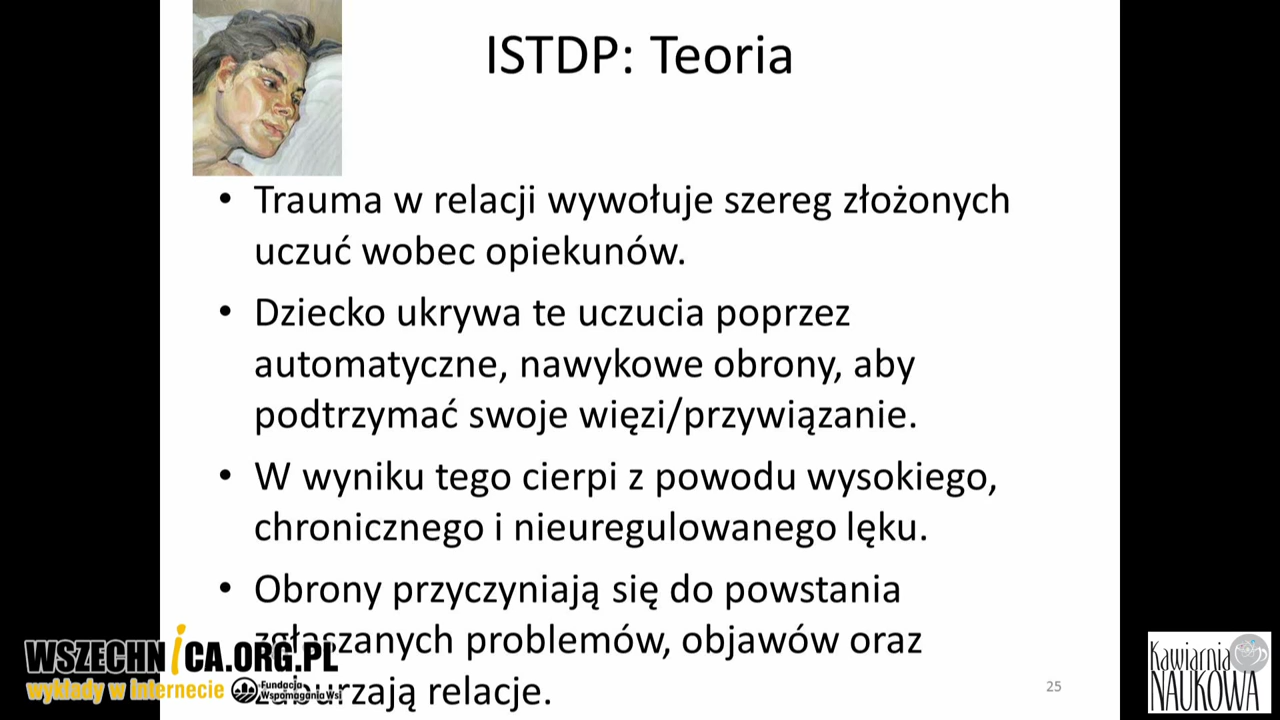 ISTDP: Teoria
• Trauma w relacji wywołuje szereg złożonych
uczuć wobec opiekunów.
• Dziecko ukrywa te uczucia poprzez
automatyczne, nawykowe obrony, aby
podtrzymać swoje więzi/przywiązanie.
• W wyniku tego cierpi z powodu wysokiego,
chronicznego i nieuregulowanego lęku.
• Obrony przyczyniają się do powstania
zgłaszanych problemów, objawów oraz
zaburzają relacje.
25
WSZECHNiCA.ORG.PL
wykłady w Internecie
Fundacja
Wspomagania Wsi
Kawiarnia
NAUKOWA